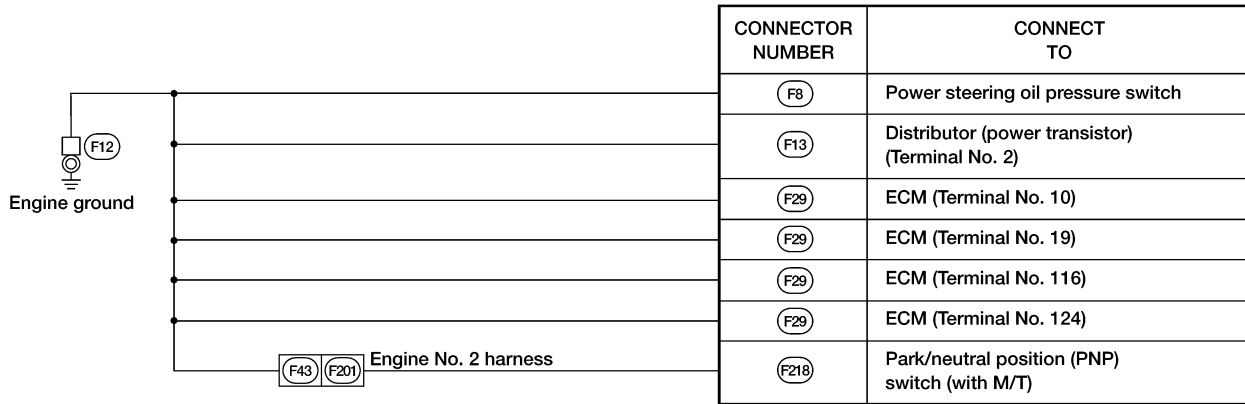 CONNECTOR NUMBER
CONNECT TO
F8
Power steering oil pressure switch
F12
Engine ground
F13
Distributor (power transistor)
(Terminal No. 2)
F29
ECM (Terminal No. 10)
F29
ECM (Terminal No. 19)
F29
ECM (Terminal No. 116)
F29
ECM (Terminal No. 124)
F43
F201
Engine No. 2 harness
F218
Park/neutral position (PNP)
switch (with M/T)